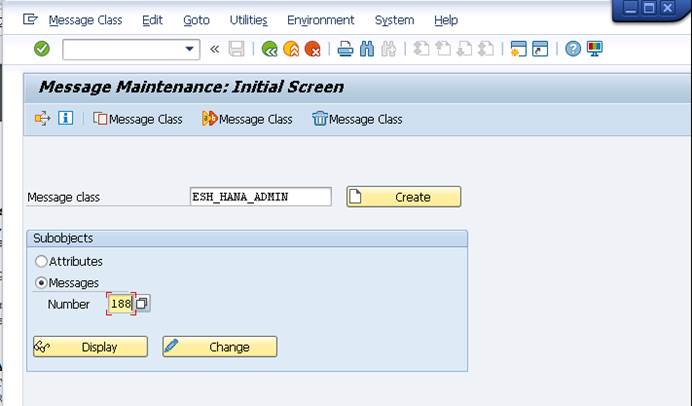 Message Class Edit Goto Utilities Environment System Help
Message Maintenance: Initial Screen
Message Class Message Class Message Class
Message class ESH_HANA_ADMIN Create
Subobjects
Attributes
Messages
Number 188
Display Change